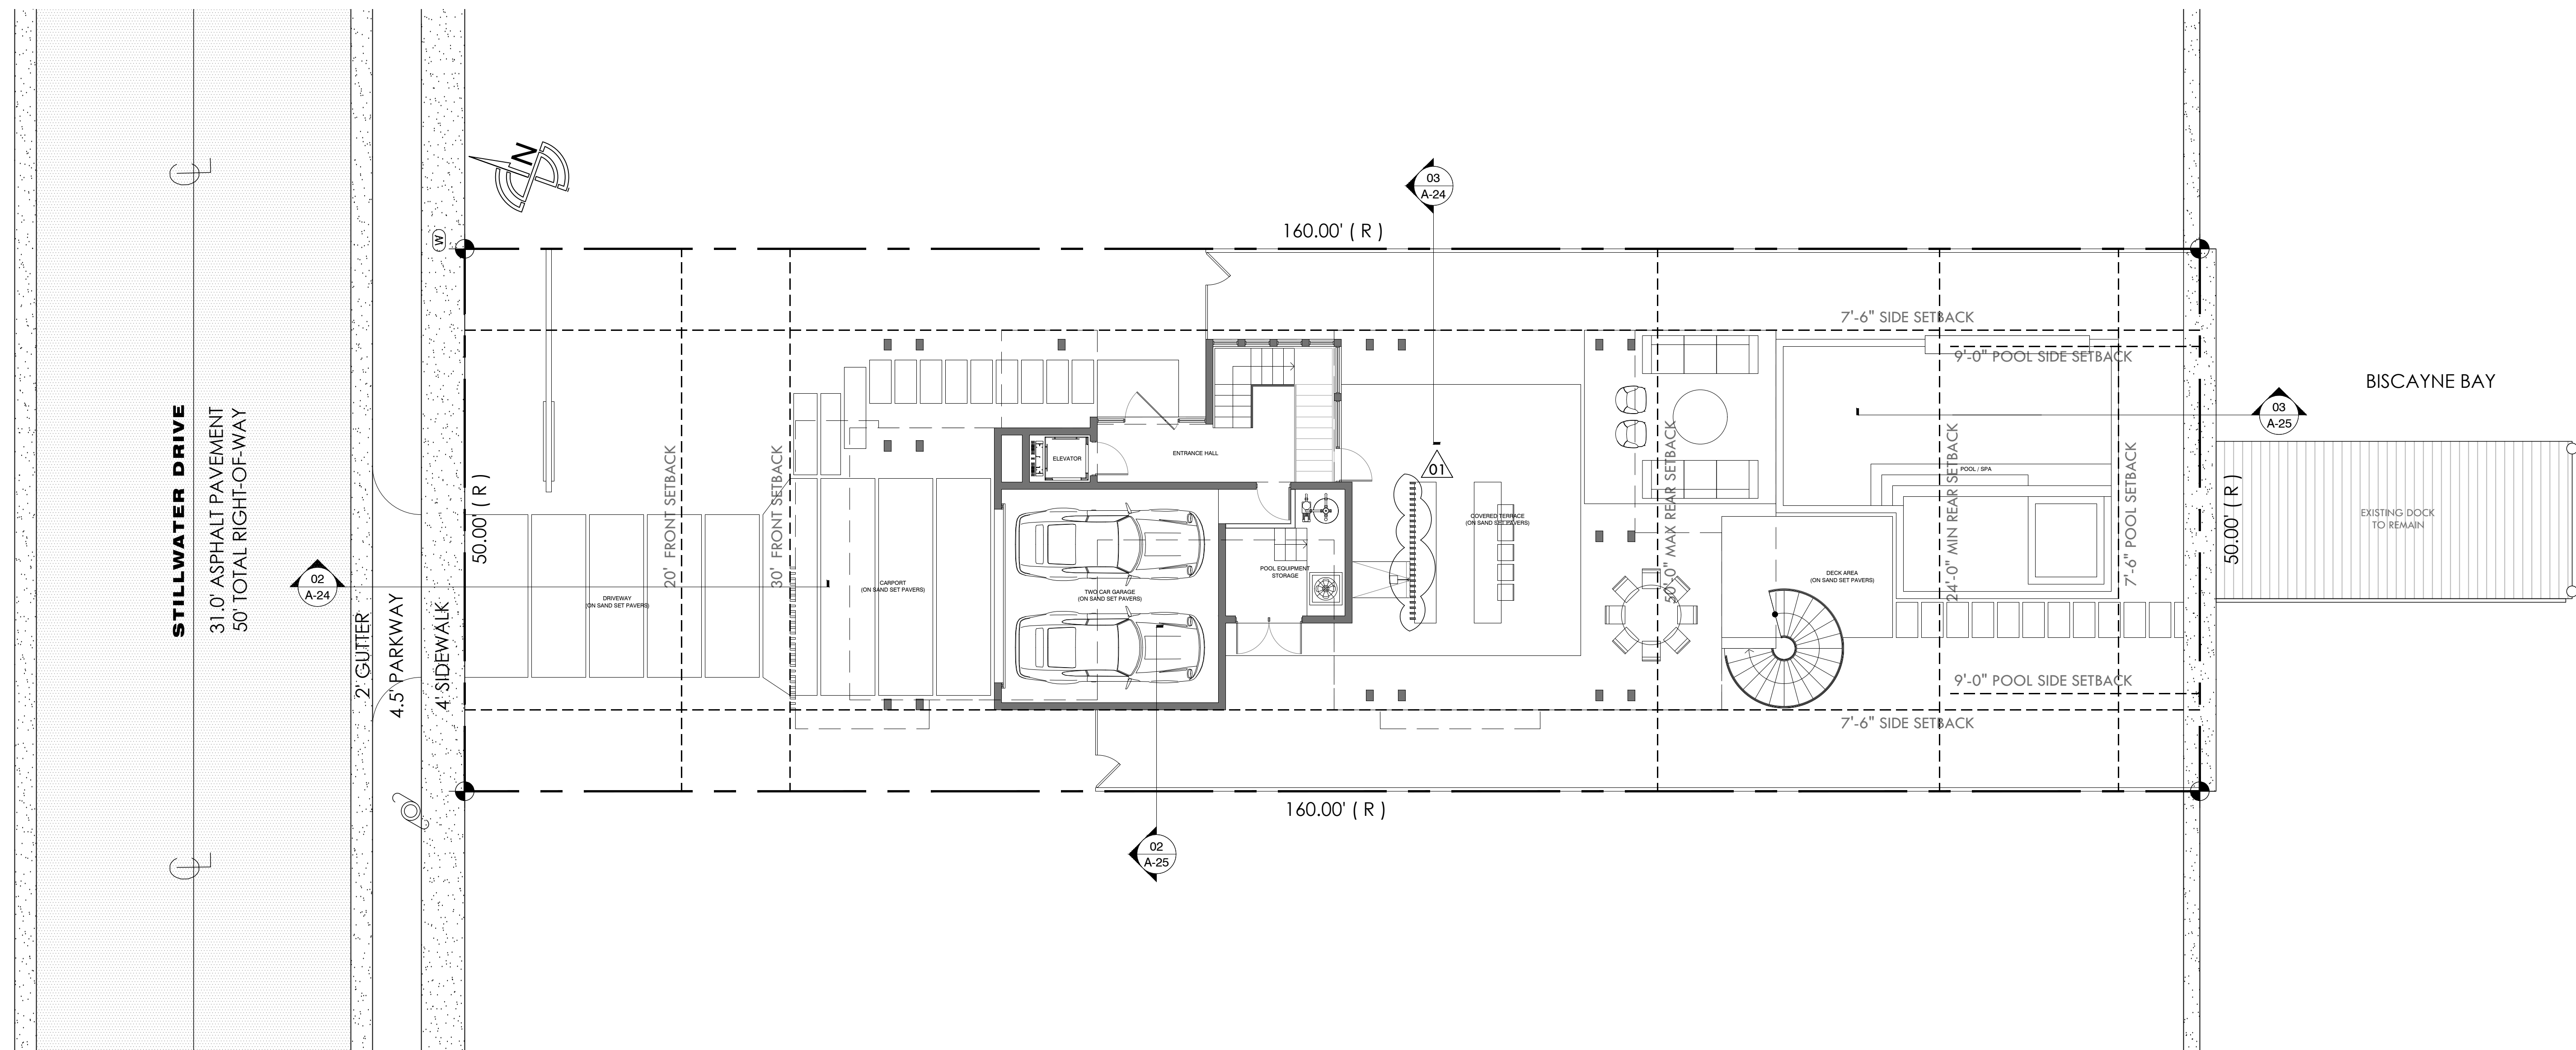 STILLWATER DRIVE
31.0' ASPHALT PAVEMENT
50' TOTAL RIGHT-OF-WAY
2' GUTTER
4.5' PARKWAY
4' SIDEWALK
W
N
02
A-24
50.00' ( R )
DRIVEWAY
(ON SAND SET PAVERS)
20' FRONT SETBACK
30' FRONT SETBACK
CARPORT
(ON SAND SET PAVERS)
ELEVATOR
ENTRANCE HALL
TWO CAR GARAGE
(ON SAND SET PAVERS)
POOL EQUIPMENT
STORAGE
02
A-25
160.00' ( R )
160.00' ( R )
03
A-24
01
COVERED TERRACE
(ON SAND SET PAVERS)
50'-0" MAX REAR SETBACK
7'-6" SIDE SETBACK
9'-0" POOL SIDE SETBACK
POOL / SPA
DECK AREA
(ON SAND SET PAVERS)
24'-0" MIN REAR SETBACK
7'-6" POOL SETBACK
9'-0" POOL SIDE SETBACK
7'-6" SIDE SETBACK
50.00' ( R )
03
A-25
BISCAYNE BAY
EXISTING DOCK
TO REMAIN